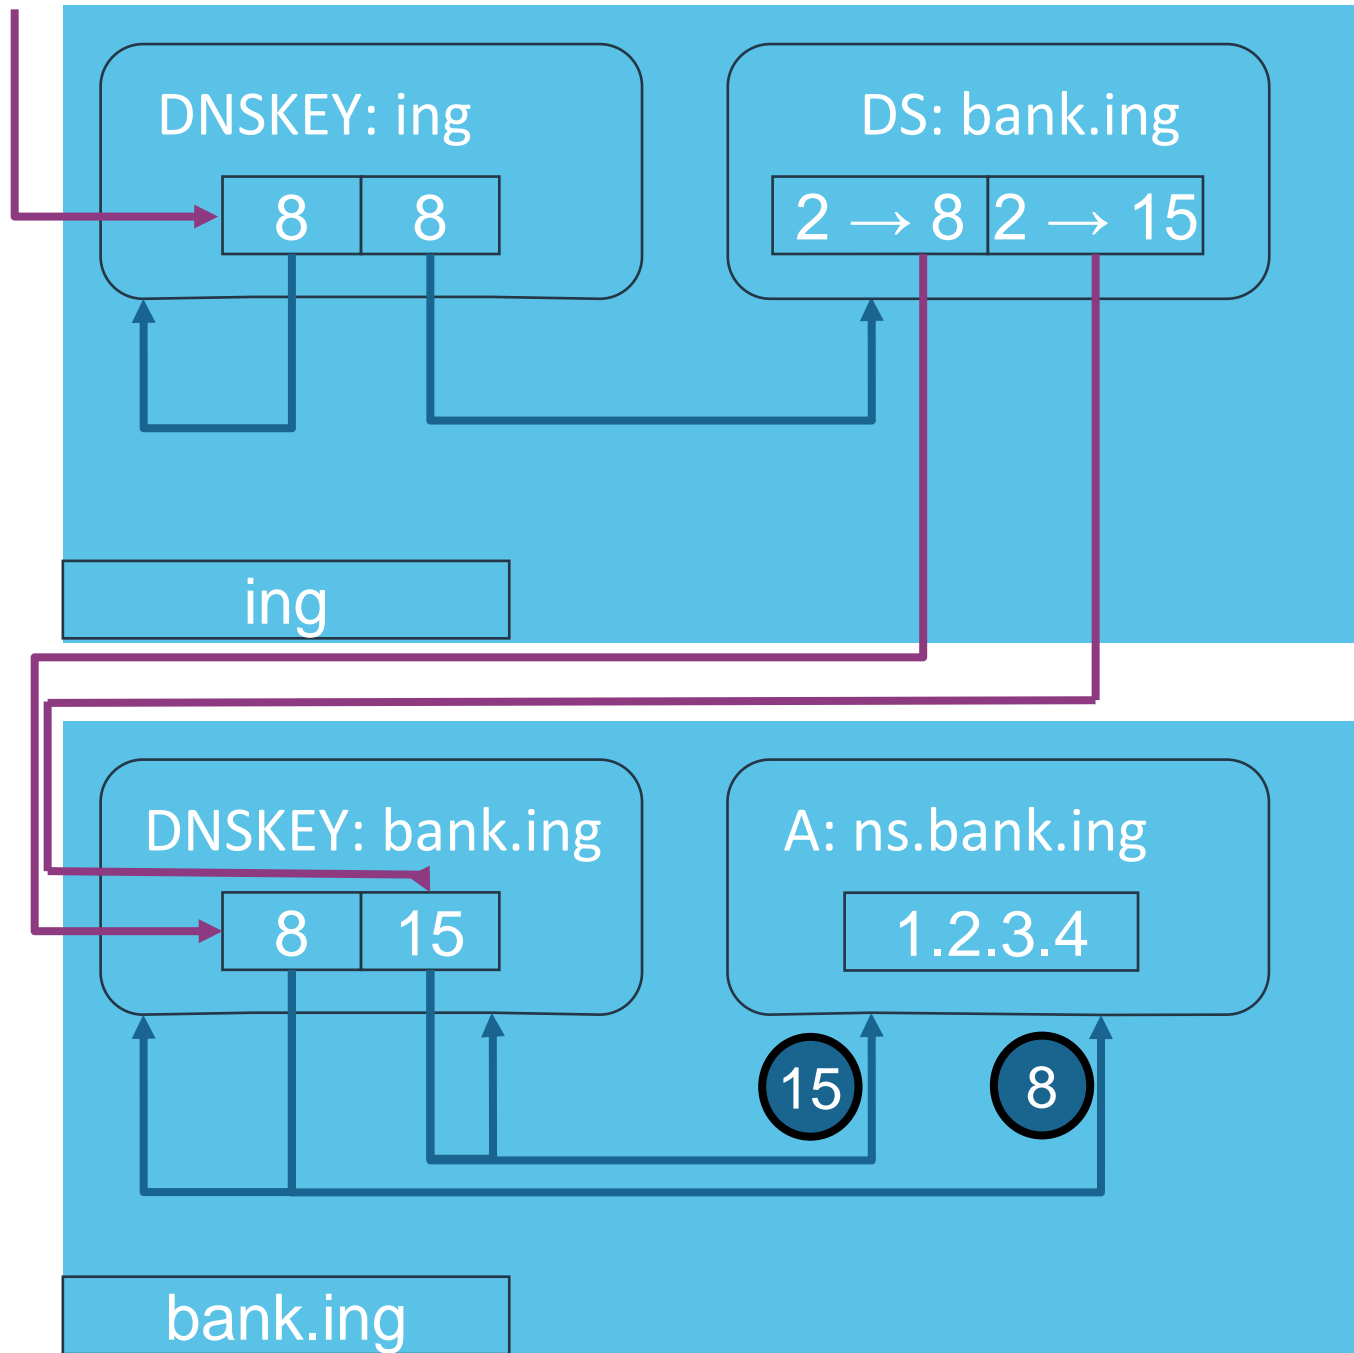 DNSKEY: ing
8 8
DS: bank.ing
2 → 8 2 → 15
ing
DNSKEY: bank.ing
8 15
A: ns.bank.ing
1.2.3.4
15
8
bank.ing